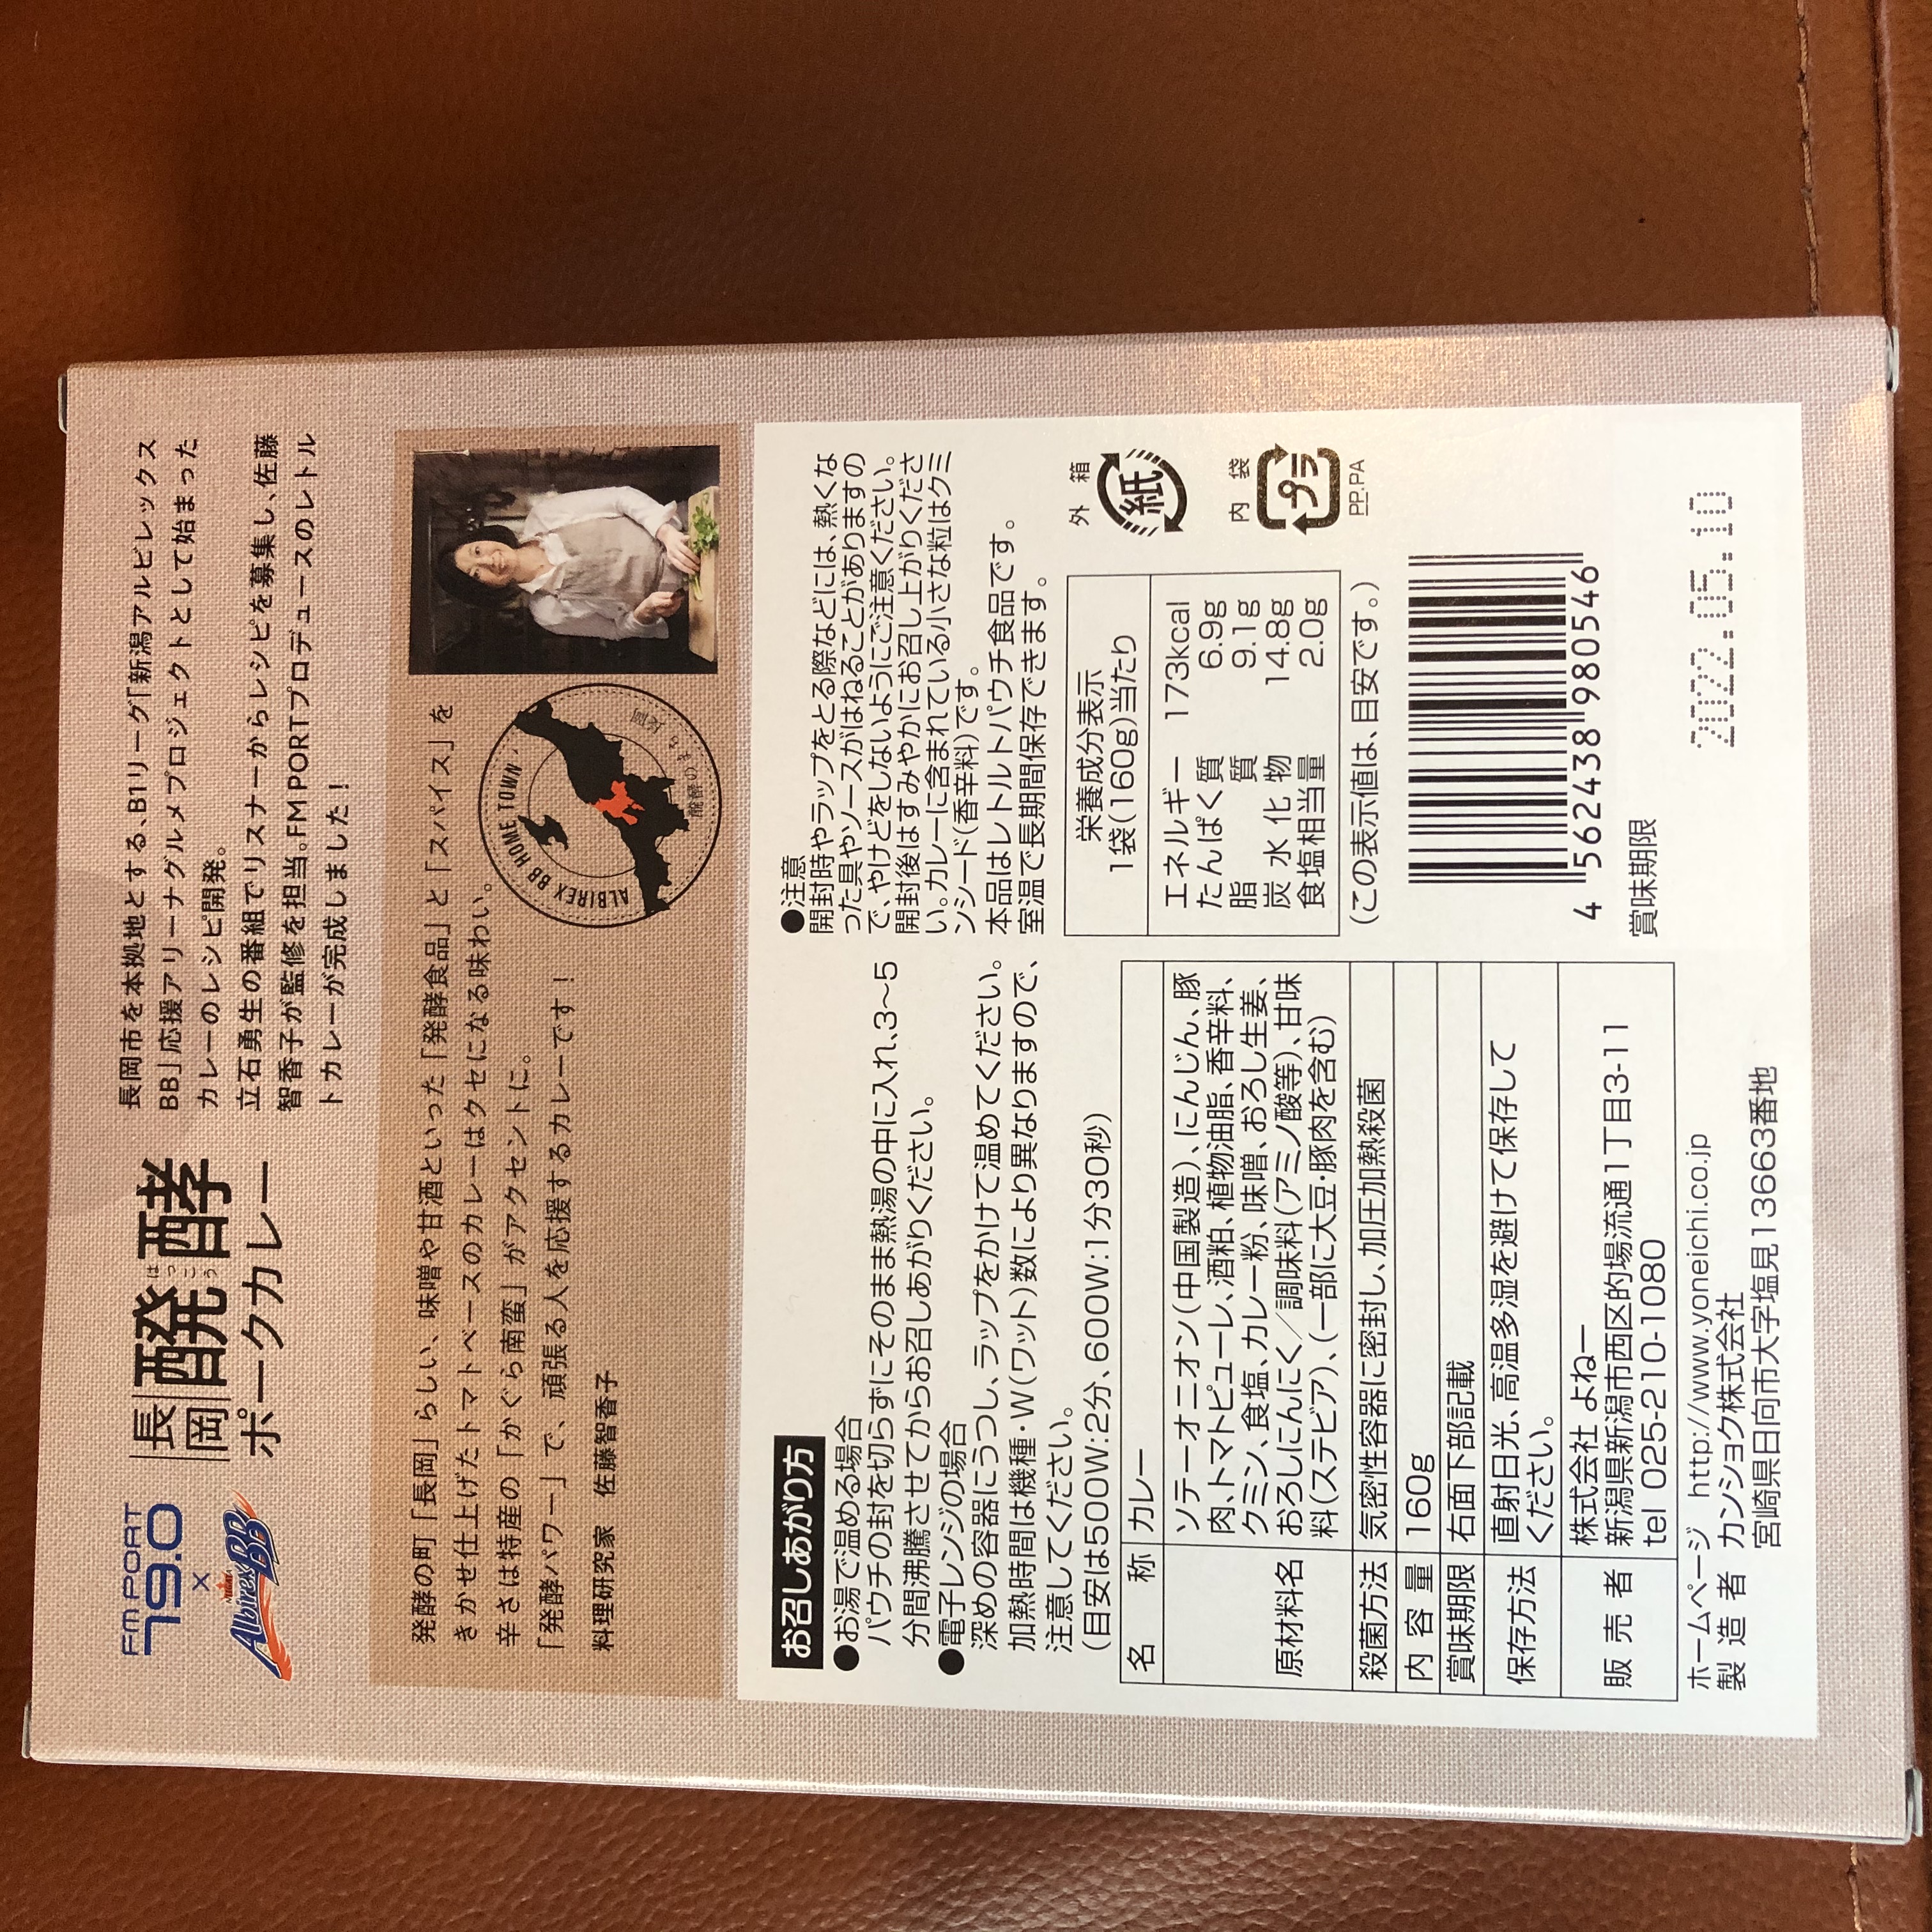 FM PORT
79.0
×
NIIGATA
AlbirexBB
長岡
発酵
はっこう
ポークカレー
長岡市を本拠地とする、B1リーグ「新潟アルビレックス
BB」応援アリーナグルメプロジェクトとして始まった
カレーのレシピ開発。
立石勇生の番組でリスナーからレシピを募集し、佐藤
智香子が監修を担当。FM PORTプロデュースのレトル
トカレーが完成しました！
発酵の町「長岡」らしい、味噌や甘酒といった「発酵食品」と「スパイス」を
きかせ仕上げたトマトベースのカレーはクセになる味わい。
辛さは特産の「かぐら南蛮」がアクセントに。
「発酵パワー」で、頑張る人を応援するカレーです！
料理研究家　佐藤智香子
ALBIREX BB HOME TOWN
醗酵のまち 長岡
お召しあがり方
●お湯で温める場合
パウチの封を切らずにそのまま熱湯の中に入れ、3〜5
分間沸騰させてからお召しあがりください。
●電子レンジの場合
深めの容器にうつし、ラップをかけて温めてください。
加熱時間は機種・W(ワット)数により異なりますので、
注意してください。
(目安は500W:2分、600W:1分30秒)
名称 カレー
原材料名 ソテーオニオン(中国製造)、にんじん、豚
肉、トマトピューレ、酒粕、植物油脂、香辛料、
クミン、食塩、カレー粉、味噌、おろし生姜、
おろしにんにく／調味料(アミノ酸等)、甘味
料(ステビア)、(一部に大豆・豚肉を含む)
殺菌方法 気密性容器に密封し、加圧加熱殺菌
内容量 160g
賞味期限 右面下部記載
保存方法 直射日光、高温多湿を避けて保存して
ください。
販売者 株式会社 よねー
新潟県新潟市西区的場流通1丁目3-11
tel 025-210-1080
ホームページ http://www.yoneichi.co.jp
製造者 カンショク株式会社
宮崎県日向市大字塩見13663番地
●注意
開封時やラップをとる際などには、熱くな
った具やソースがはねることがありますの
で、やけどをしないようにご注意ください。
開封後はすみやかにお召し上がりくださ
い。カレーに含まれている小さな粒はクミ
ンシード(香辛料)です。
本品はレトルトパウチ食品です。
室温で長期間保存できます。
栄養成分表示
1袋(160g)当たり
エネルギー 173kcal
たんぱく質 6.9g
脂質 9.1g
炭水化物 14.8g
食塩相当量 2.0g
(この表示値は、目安です。)
外箱
紙
内袋
プラ
PP.PA
4 562438 980546
賞味期限
2022.05.10